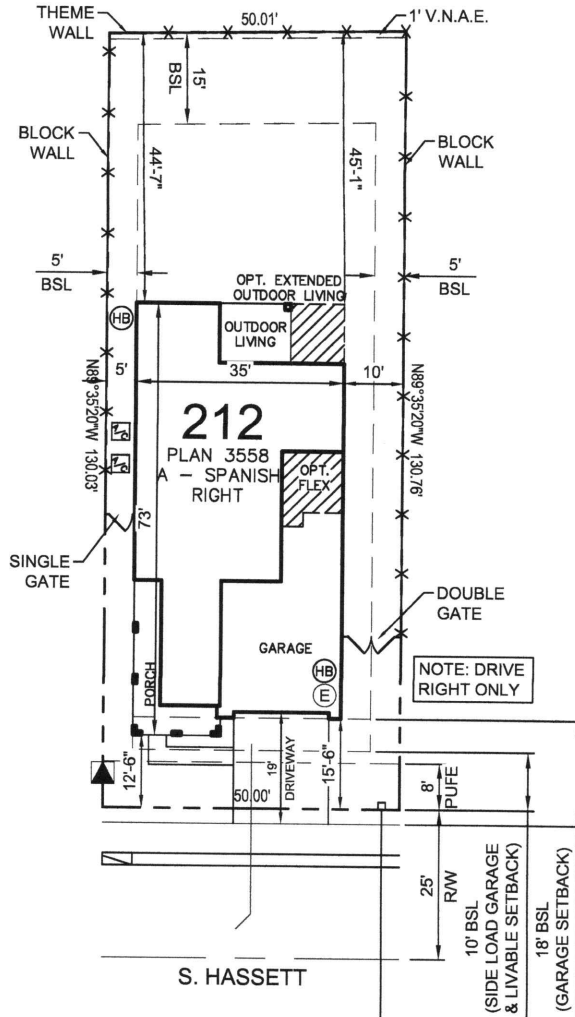 THEME
WALL
50.01'
1' V.N.A.E.
15'
BSL
BLOCK
WALL
44'-7"
45'-1"
BLOCK
WALL
5'
BSL
5'
BSL
OPT. EXTENDED
OUTDOOR LIVING
HB
OUTDOOR
LIVING
5'
35'
10'
N89°35'20"W 130.03'
N89°35'20"W 130.76'
212
PLAN 3558
A - SPANISH
RIGHT
OPT.
FLEX
73'
SINGLE
GATE
DOUBLE
GATE
GARAGE
HB
E
NOTE: DRIVE
RIGHT ONLY
PORCH
12'-6"
19'
DRIVEWAY
15'-6"
8'
PUFE
50.00'
25'
R/W
10' BSL
(SIDE LOAD GARAGE
& LIVABLE SETBACK)
18' BSL
(GARAGE SETBACK)
S. HASSETT